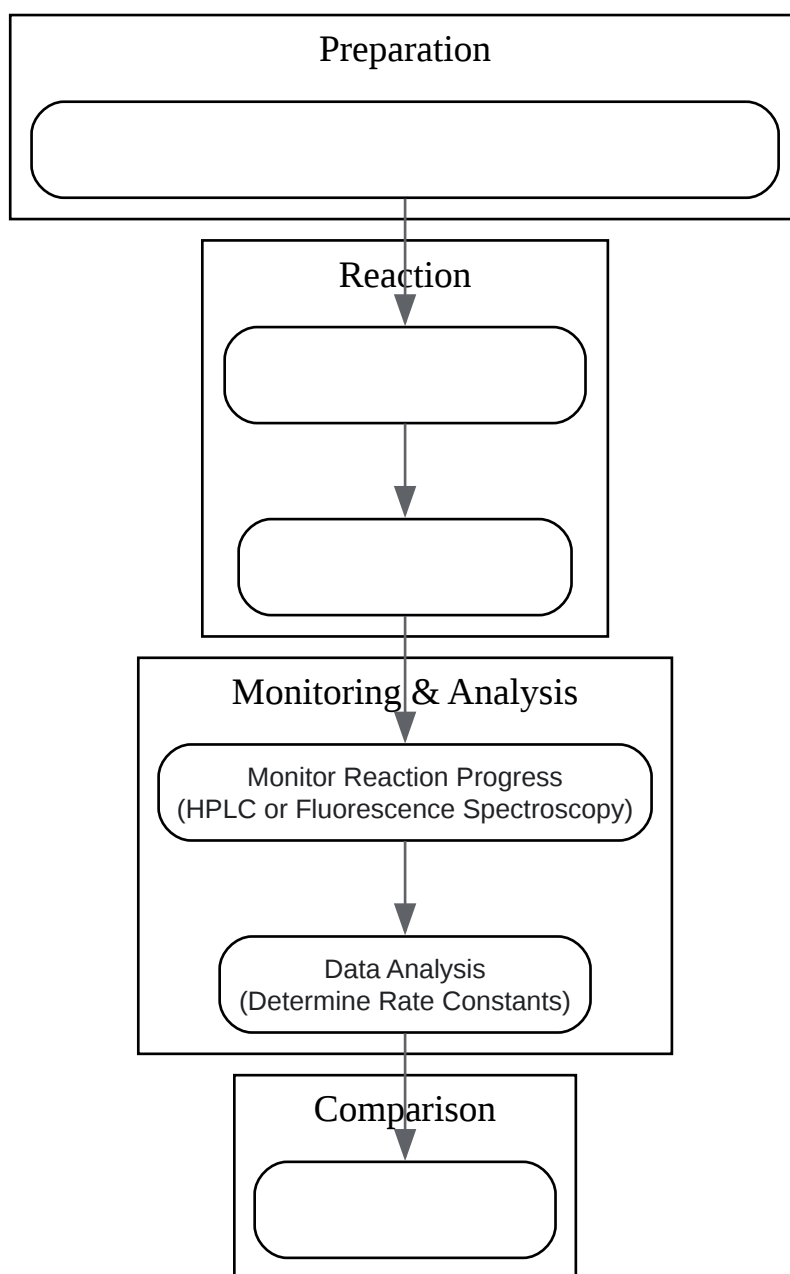 Preparation
Reaction
Monitoring & Analysis
Monitor Reaction Progress
(HPLC or Fluorescence Spectroscopy)
Data Analysis
(Determine Rate Constants)
Comparison